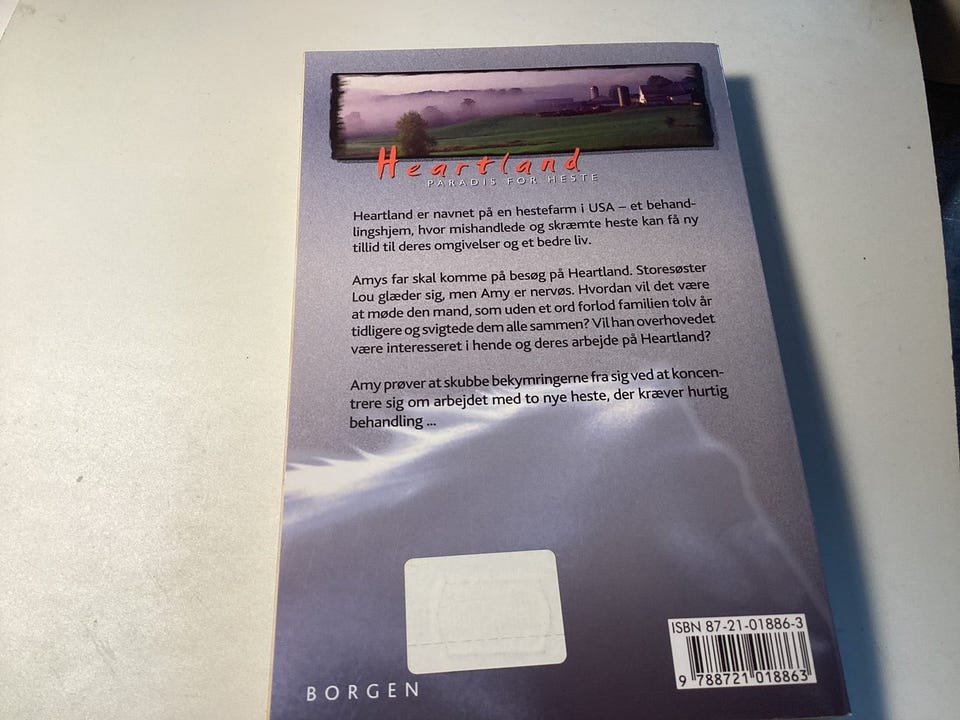 Heartland
PARADIS FOR HESTE
Heartland er navnet på en hestefarm i USA – et behand-
lingshjem, hvor mishandlede og skræmte heste kan få ny
tillid til deres omgivelser og et bedre liv.
Amys far skal komme på besøg på Heartland. Storesøster
Lou glæder sig, men Amy er nervøs. Hvordan vil det være
at møde den mand, som uden et ord forlod familien tolv år
tidligere og svigtede dem alle sammen? Vil han overhovedet
være interesseret i hende og deres arbejde på Heartland?
Amy prøver at skubbe bekymringerne fra sig ved at koncen-
trere sig om arbejdet med to nye heste, der kræver hurtig
behandling ...
ISBN 87-21-01886-3
9 788721 018863
BORGEN